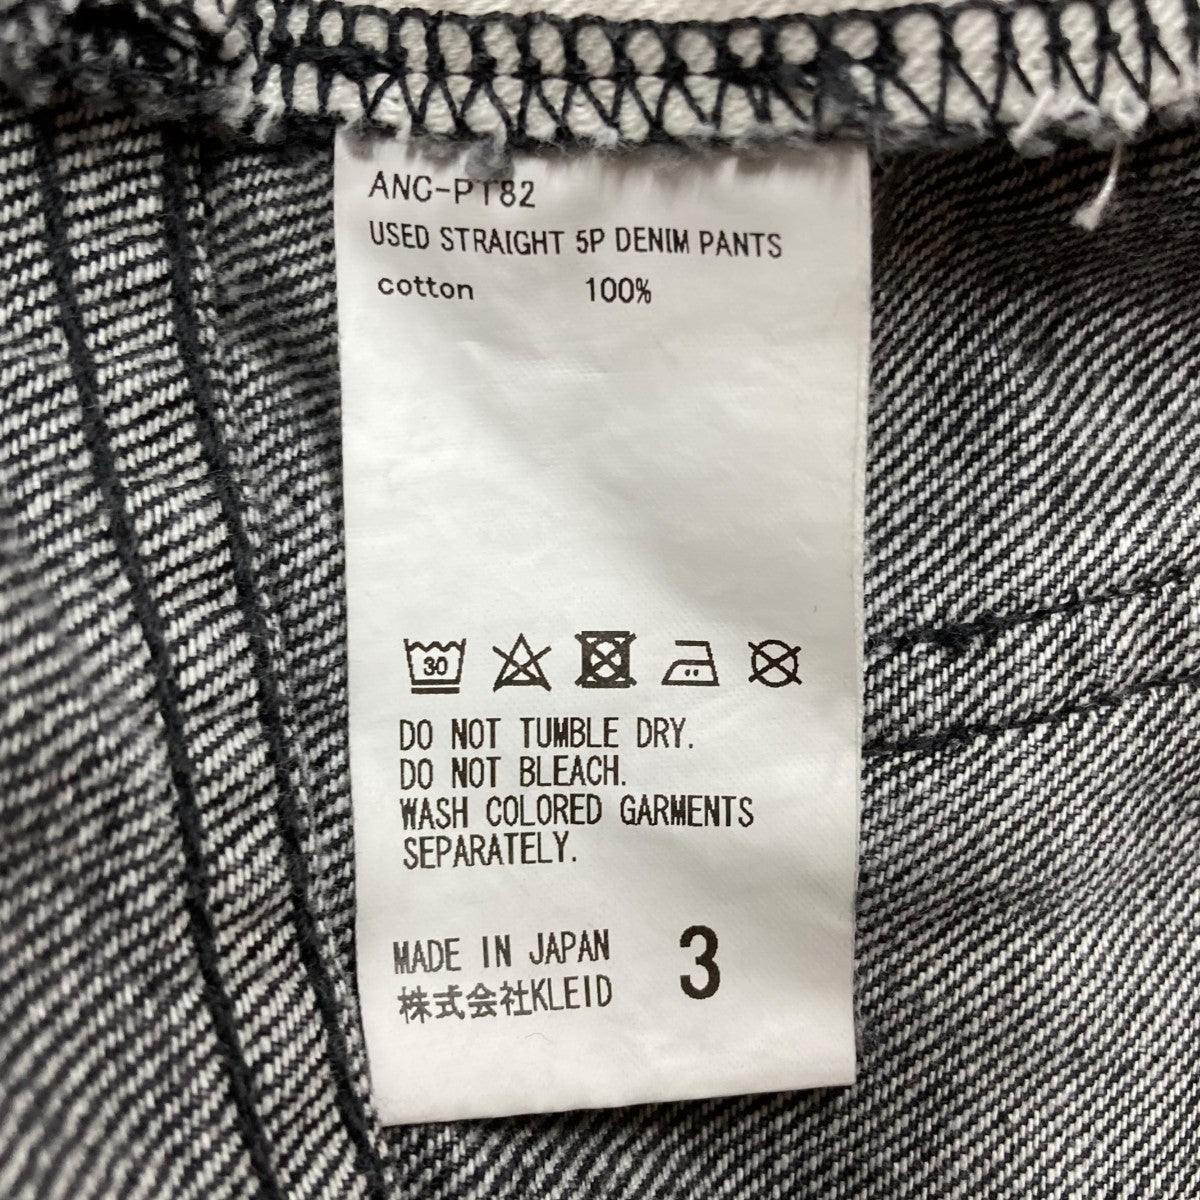 ANC-PT82
USED STRAIGHT 5P DENIM PANTS
cotton 100%
30
DO NOT TUMBLE DRY.
DO NOT BLEACH.
WASH COLORED GARMENTS
SEPARATELY.
MADE IN JAPAN 3
株式会社KLEID